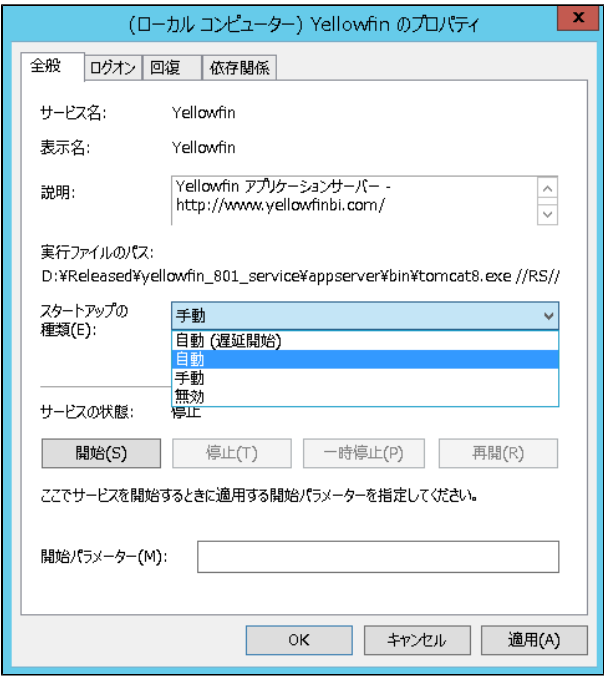 (ローカル コンピューター) Yellowfin のプロパティ
x
全般 ログオン 回復 依存関係
サービス名: Yellowfin
表示名: Yellowfin
説明: Yellowfin アプリケーションサーバー -
http://www.yellowfinbi.com/
実行ファイルのパス:
D:¥Released¥yellowfin_801_service¥appserver¥bin¥tomcat8.exe //RS//
スタートアップの
種類(E): 手動
自動 (遅延開始)
自動
手動
無効
サービスの状態: 停止
開始(S) 停止(T) 一時停止(P) 再開(R)
ここでサービスを開始するときに適用する開始パラメーターを指定してください。
開始パラメーター(M):
OK キャンセル 適用(A)